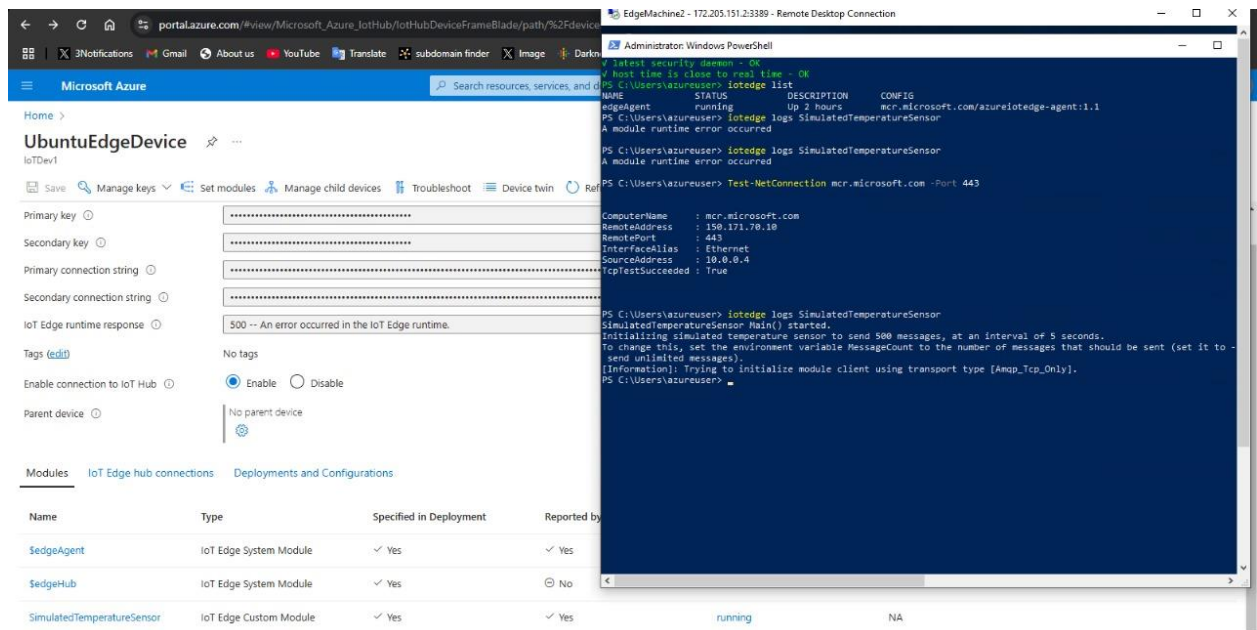 portal.azure.com/#view/Microsoft_Azure_IotHub/IotHubDeviceFrameBlade/path/%2Fdevice
3Notifications Gmail About us YouTube Translate subdomain finder Image Darkn
Microsoft Azure
Search resources, services, and d
Home >
UbuntuEdgeDevice
IoTDev1
Save Manage keys Set modules Manage child devices Troubleshoot Device twin Ref
Primary key
Secondary key
Primary connection string
Secondary connection string
IoT Edge runtime response 500 -- An error occurred in the IoT Edge runtime.
Tags (edit) No tags
Enable connection to IoT Hub Enable Disable
Parent device No parent device
Modules IoT Edge hub connections Deployments and Configurations
Name Type Specified in Deployment Reported by
$edgeAgent IoT Edge System Module Yes Yes
$edgeHub IoT Edge System Module Yes No
SimulatedTemperatureSensor IoT Edge Custom Module Yes Yes running NA
EdgeMachine2 - 172.205.151.2:3389 - Remote Desktop Connection
Administrator: Windows PowerShell
√ latest security daemon - OK
√ host time is close to real time - OK
PS C:\Users\azureuser> iotedge list
NAME STATUS DESCRIPTION CONFIG
edgeAgent running Up 2 hours mcr.microsoft.com/azureiotedge-agent:1.1
PS C:\Users\azureuser> iotedge logs SimulatedTemperatureSensor
A module runtime error occurred
PS C:\Users\azureuser> iotedge logs SimulatedTemperatureSensor
A module runtime error occurred
PS C:\Users\azureuser> Test-NetConnection mcr.microsoft.com -Port 443
ComputerName : mcr.microsoft.com
RemoteAddress : 150.171.70.10
RemotePort : 443
InterfaceAlias : Ethernet
SourceAddress : 10.0.0.4
TcpTestSucceeded : True
PS C:\Users\azureuser> iotedge logs SimulatedTemperatureSensor
SimulatedTemperatureSensor Main() started.
Initializing simulated temperature sensor to send 500 messages, at an interval of 5 seconds.
To change this, set the environment variable MessageCount to the number of messages that should be sent (set it to -
send unlimited messages).
[Information]: Trying to initialize module client using transport type [Amqp_Tcp_Only].
PS C:\Users\azureuser>